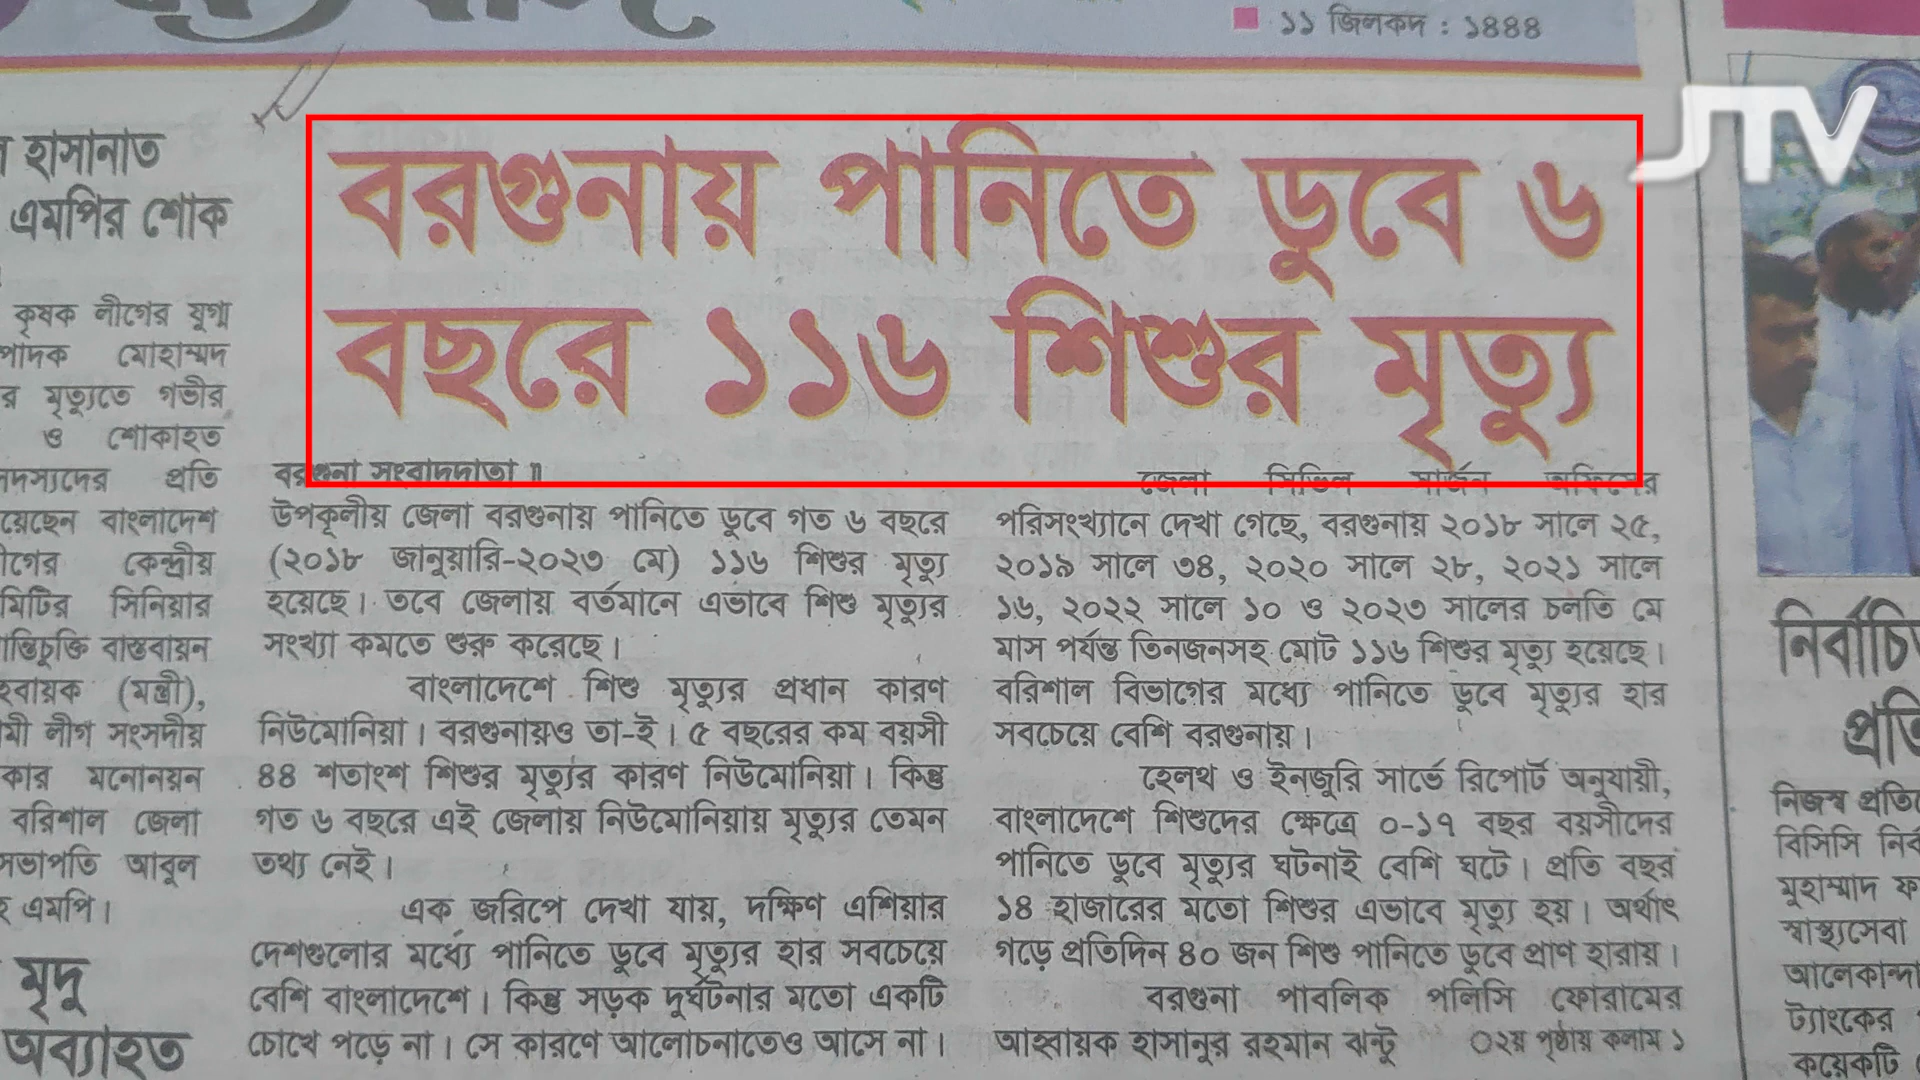 ১১ জিলকদ : ১৪৪৪
JTV
হাসানাত
এমপির শোক
কৃষক লীগের যুগ্ম
মোহাম্মদ
র মৃত্যুতে গভীর
ও শোকাহত
প্রতি
বাংলাদেশ
কেন্দ্রীয়
সিনিয়ার
বাস্তবায়ন
(মন্ত্রী),
লীগ সংসদীয়
মনোনয়ন
বরিশাল জেলা
আবুল
এমপি।
মৃদু
অব্যাহত
বরগুনায় পানিতে ডুবে ৬
বছরে ১১৬ শিশুর মৃত্যু
বরগুনা সংবাদদাতা ॥
উপকূলীয় জেলা বরগুনায় পানিতে ডুবে গত ৬ বছরে
(২০১৮ জানুয়ারি-২০২৩ মে) ১১৬ শিশুর মৃত্যু
হয়েছে। তবে জেলায় বর্তমানে এভাবে শিশু মৃত্যুর
সংখ্যা কমতে শুরু করেছে।
বাংলাদেশে শিশু মৃত্যুর প্রধান কারণ
নিউমোনিয়া। বরগুনায়ও তা-ই। ৫ বছরের কম বয়সী
৪৪ শতাংশ শিশুর মৃত্যুর কারণ নিউমোনিয়া। কিন্তু
গত ৬ বছরে এই জেলায় নিউমোনিয়ায় মৃত্যুর তেমন
তথ্য নেই।
এক জরিপে দেখা যায়, দক্ষিণ এশিয়ার
দেশগুলোর মধ্যে পানিতে ডুবে মৃত্যুর হার সবচেয়ে
বেশি বাংলাদেশে। কিন্তু সড়ক দুর্ঘটনার মতো একটি
চোখে পড়ে না। সে কারণে আলোচনাতেও আসে না।
জেলা সিভিল সার্জন অফিসের
পরিসংখ্যানে দেখা গেছে, বরগুনায় ২০১৮ সালে ২৫,
২০১৯ সালে ৩৪, ২০২০ সালে ২৮, ২০২১ সালে
১৬, ২০২২ সালে ১০ ও ২০২৩ সালের চলতি মে
মাস পর্যন্ত তিনজনসহ মোট ১১৬ শিশুর মৃত্যু হয়েছে।
বরিশাল বিভাগের মধ্যে পানিতে ডুবে মৃত্যুর হার
সবচেয়ে বেশি বরগুনায়।
হেলথ ও ইনজুরি সার্ভে রিপোর্ট অনুযায়ী,
বাংলাদেশে শিশুদের ক্ষেত্রে ০-১৭ বছর বয়সীদের
পানিতে ডুবে মৃত্যুর ঘটনাই বেশি ঘটে। প্রতি বছর
১৪ হাজারের মতো শিশুর এভাবে মৃত্যু হয়। অর্থাৎ
গড়ে প্রতিদিন ৪০ জন শিশু পানিতে ডুবে প্রাণ হারায়।
বরগুনা পাবলিক পলিসি ফোরামের
আহ্বায়ক হাসানুর রহমান ঝন্টু ০২য় পৃষ্ঠায় কলাম ১
নিজস্ব
বিসিসি
মুহাম্মাদ
স্বাস্থ্যসেবা
ট্যাংকের
কয়েকটি